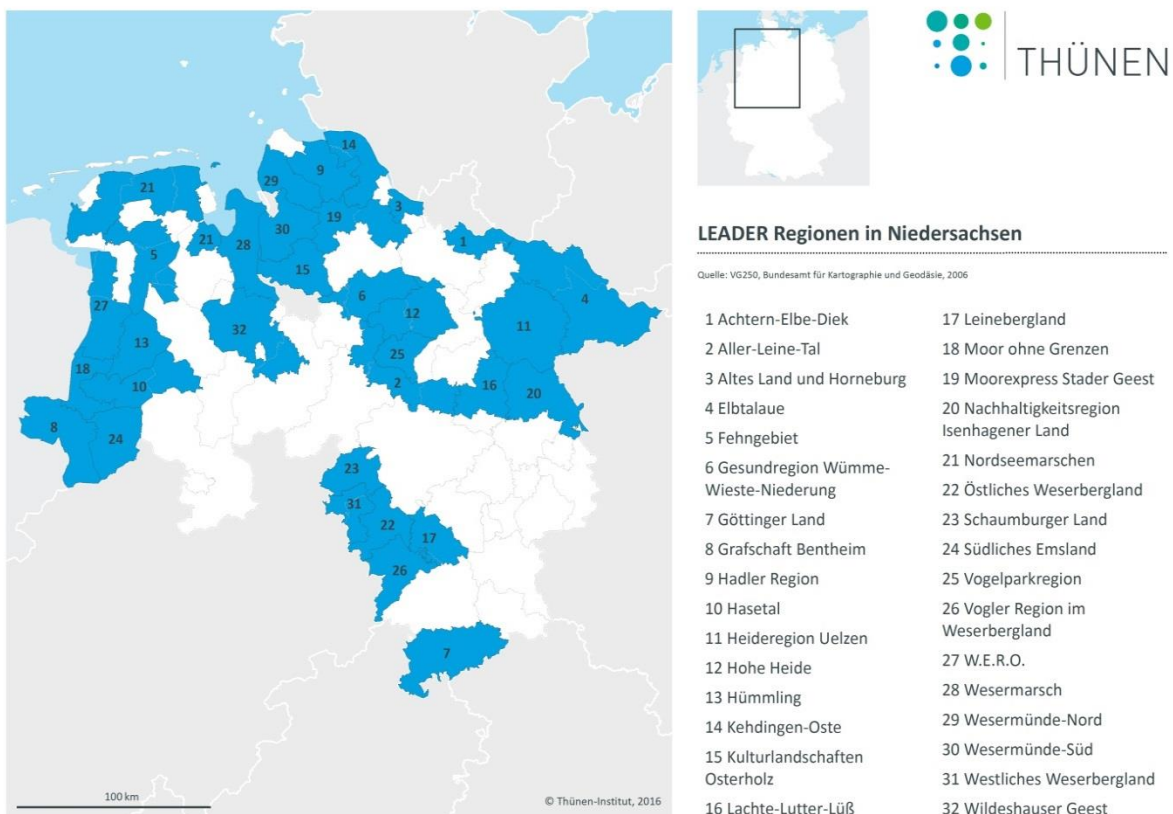 THÜNEN
LEADER Regionen in Niedersachsen
Quelle: VG250, Bundesamt für Kartographie und Geodäsie, 2006
1 Achtern-Elbe-Diek
2 Aller-Leine-Tal
3 Altes Land und Horneburg
4 Elbtalaue
5 Fehngebiet
6 Gesundregion Wümme-
Wieste-Niederung
7 Göttinger Land
8 Grafschaft Bentheim
9 Hadler Region
10 Hasetal
11 Heideregion Uelzen
12 Hohe Heide
13 Hümmling
14 Kehdingen-Oste
15 Kulturlandschaften
Osterholz
16 Lachte-Lutter-Lüß
17 Leinebergland
18 Moor ohne Grenzen
19 Moorexpress Stader Geest
20 Nachhaltigkeitsregion
Isenhagener Land
21 Nordseemarschen
22 Östliches Weserbergland
23 Schaumburger Land
24 Südliches Emsland
25 Vogelparkregion
26 Vogler Region im
Weserbergland
27 W.E.R.O.
28 Wesermarsch
29 Wesermünde-Nord
30 Wesermünde-Süd
31 Westliches Weserbergland
32 Wildeshauser Geest
14
9
29
21
3
19
30
21
28
1
5
15
4
6
27
12
11
32
13
25
18
2
10
16
20
8
24
23
31
22
17
26
7
100 km
© Thünen-Institut, 2016